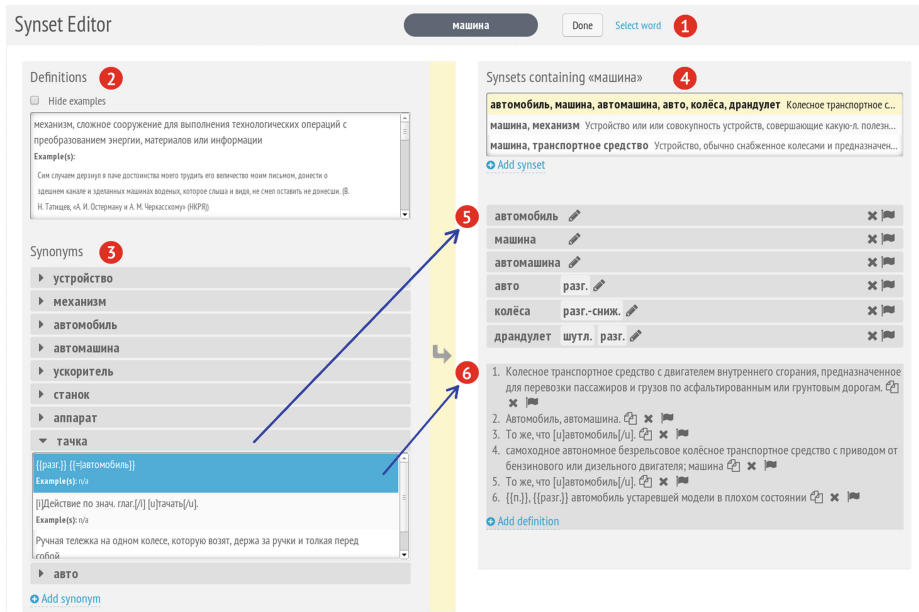 Synset Editor
машина
Done
Select word
1
Definitions
2
Hide examples
механизм, сложное сооружение для выполнения технологических операций с
преобразованием энергии, материалов или информации
Example(s):
Сим случаем дерзнул я паче достоинства моего трудить его величество моим письмом, донести о
здешнем канале и зделанных машинах воденых, которое слыша и видя, не смел оставить не донесши. (В.
Н. Татищев, «А. И. Остерману и А. М. Черкасскому» (НКРЯ))
Synonyms
3
устройство
механизм
автомобиль
автомашина
ускоритель
станок
аппарат
тачка
{{разг.}} {{=|автомобиль}}
Example(s): n/a
[i]Действие по знач. глаг.[/i] [u]тачать[/u].
Example(s): n/a
Ручная тележка на одном колесе, которую возят, держа за ручки и толкая перед
собой
авто
Add synonym
Synsets containing «машина»
4
автомобиль, машина, автомашина, авто, колёса, драндулет Колесное транспортное с...
машина, механизм Устройство или или совокупность устройств, совершающие какую-л. полезн...
машина, транспортное средство Устройство, обычно снабженное колесами и предназначен...
Add synset
5
автомобиль
машина
автомашина
авто разг.
колёса разг.-сниж.
драндулет шутл. разг.
6
1. Колесное транспортное средство с двигателем внутреннего сгорания, предназначенное
для перевозки пассажиров и грузов по асфальтированным или грунтовым дорогам.
2. Автомобиль, автомашина.
3. То же, что [u]автомобиль[/u].
4. самоходное автономное безрельсовое колёсное транспортное средство с приводом от
бензинового или дизельного двигателя; машина
5. То же, что [u]автомобиль[/u].
6. {{п.}}, {{разг.}} автомобиль устаревшей модели в плохом состоянии
Add definition